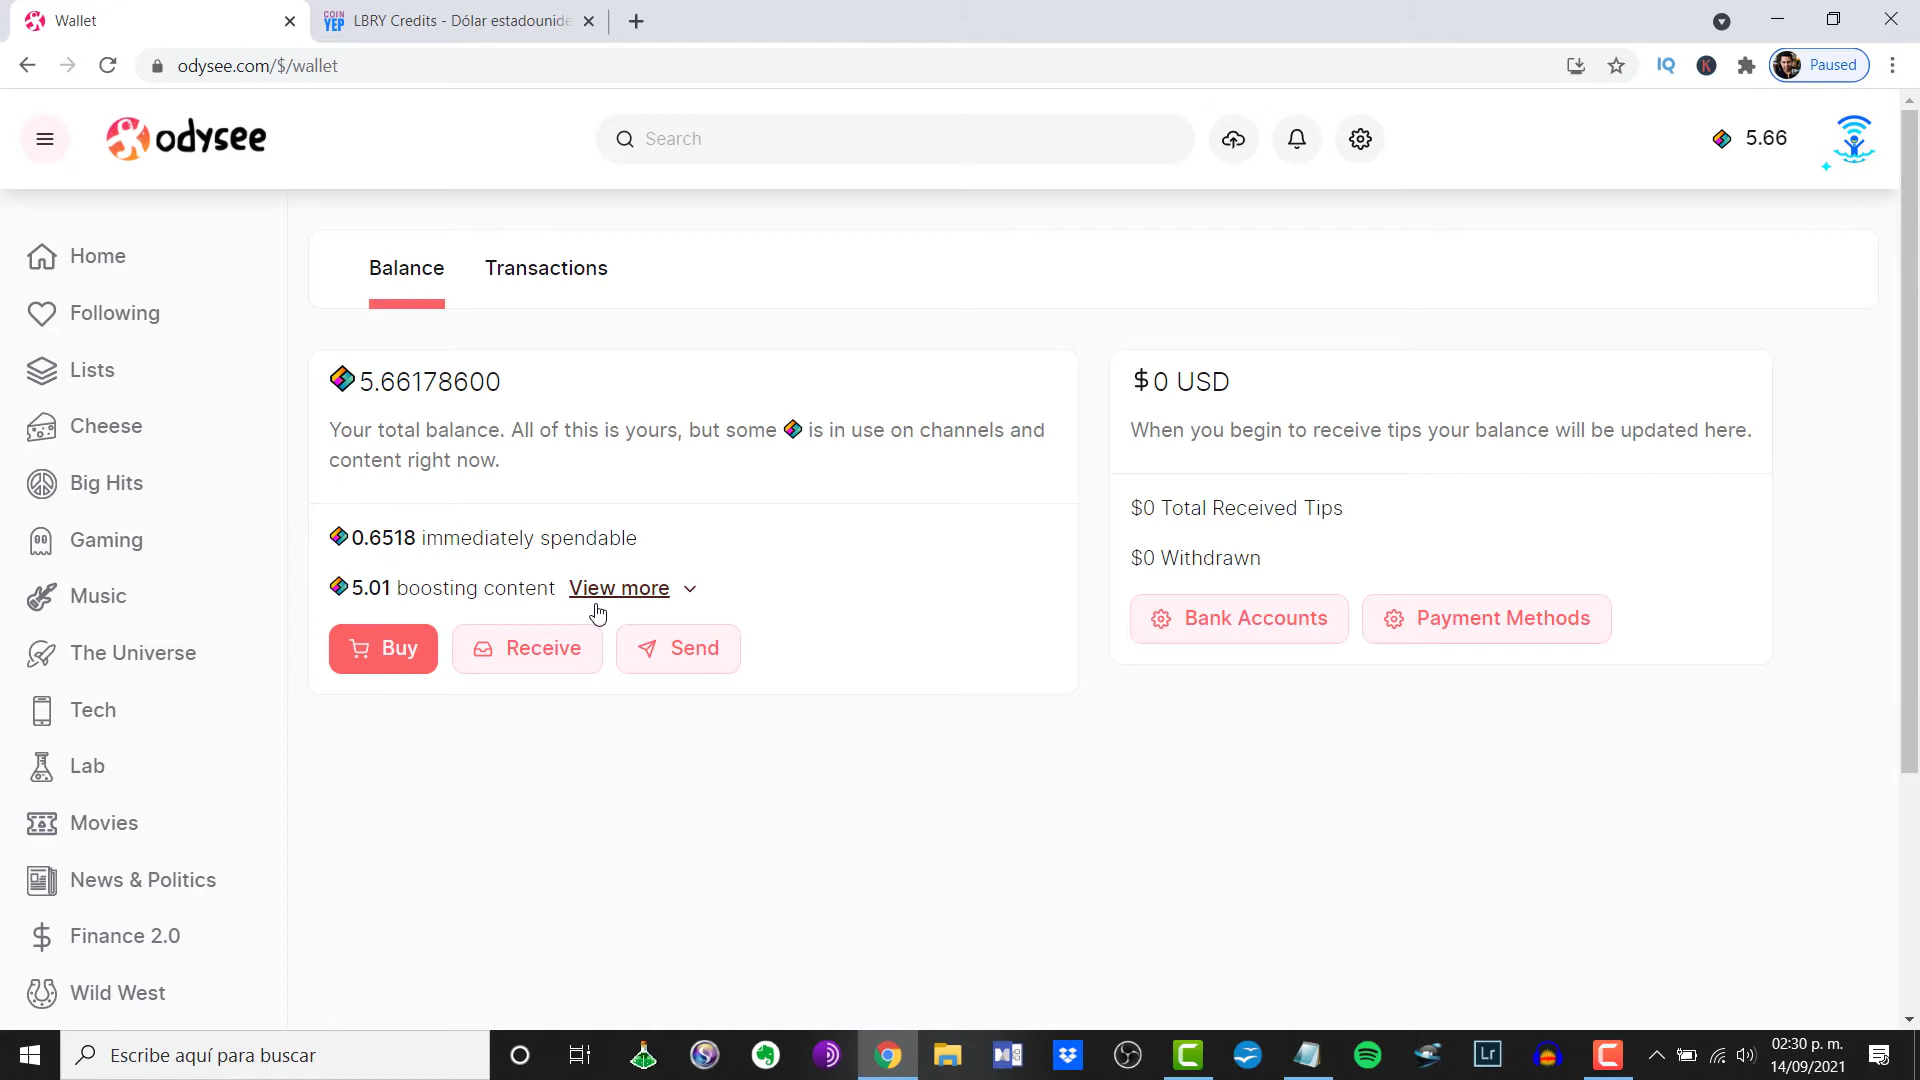 Wallet
COIN YEP LBRY Credits - Dólar estadounide
odysee.com/$/wallet
IQ
K
Paused
odysee
Search
5.66
Home
Following
Lists
Cheese
Big Hits
Gaming
Music
The Universe
Tech
Lab
Movies
News & Politics
Finance 2.0
Wild West
Balance
Transactions
5.66178600
Your total balance. All of this is yours, but some is in use on channels and
content right now.
0.6518 immediately spendable
5.01 boosting content View more
Buy
Receive
Send
$0 USD
When you begin to receive tips your balance will be updated here.
$0 Total Received Tips
$0 Withdrawn
Bank Accounts
Payment Methods
Escribe aquí para buscar
Lr
02:30 p. m.
14/09/2021